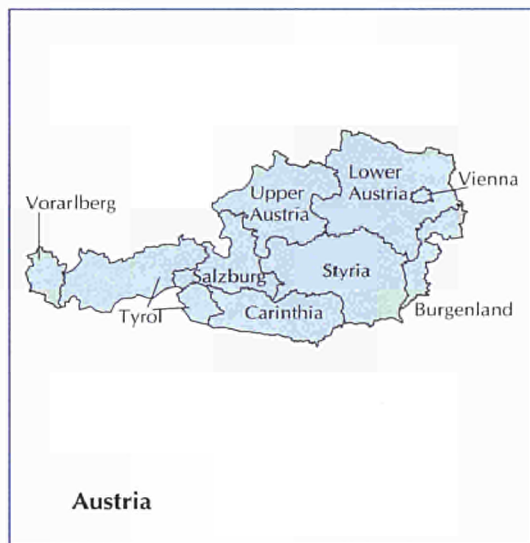 Lower
Austria
Vienna
Upper
Austria
Vorarlberg
Salzburg
Styria
Tyrol
Carinthia
Burgenland
Austria